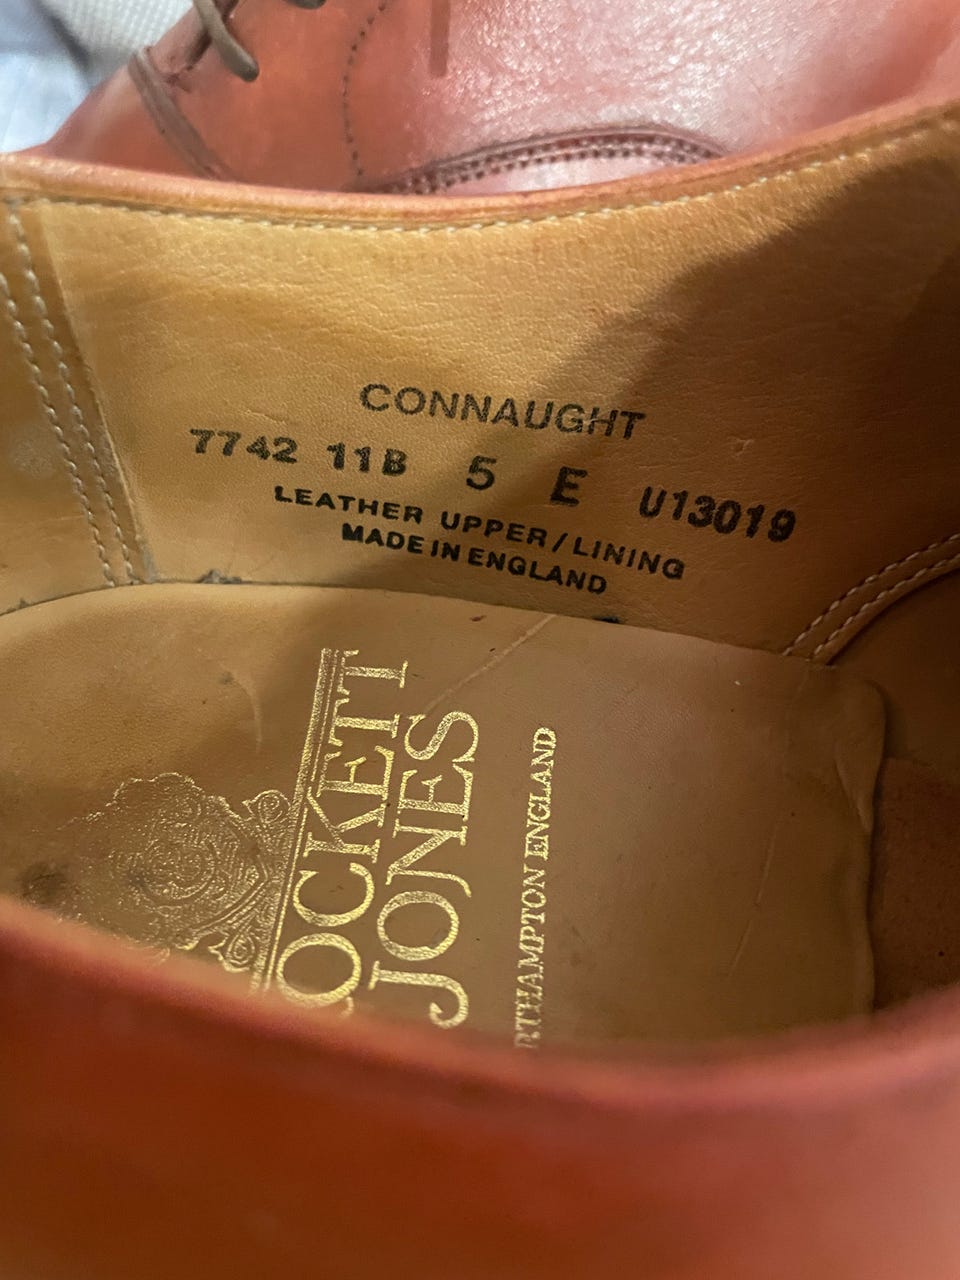 CONNAUGHT
7742 11B 5 E U13019
LEATHER UPPER/LINING
MADE IN ENGLAND
OCKETT
JONES
RTHAMPTON ENGLAND